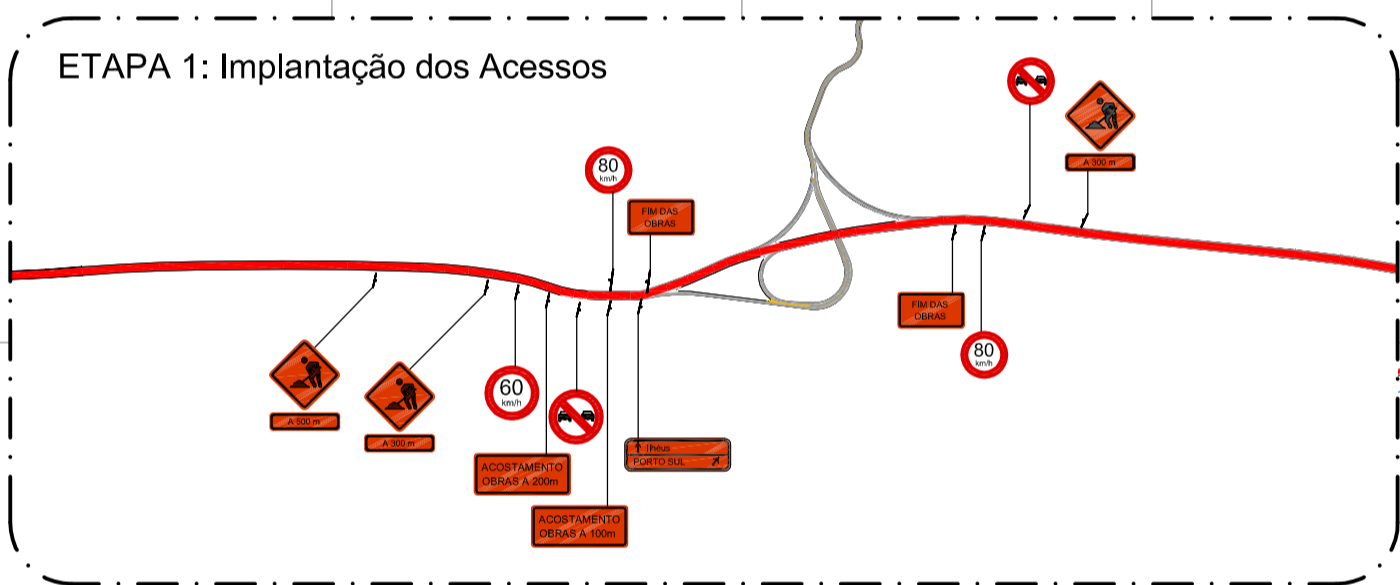 ETAPA 1: Implantação dos Acessos
80
km/h
FIM DAS
OBRAS
A 300 m
A 500 m
A 300 m
60
km/h
ACOSTAMENTO
OBRAS A 200m
ACOSTAMENTO
OBRAS A 100m
Ilhéus
PORTO SUL
FIM DAS
OBRAS
80
km/h